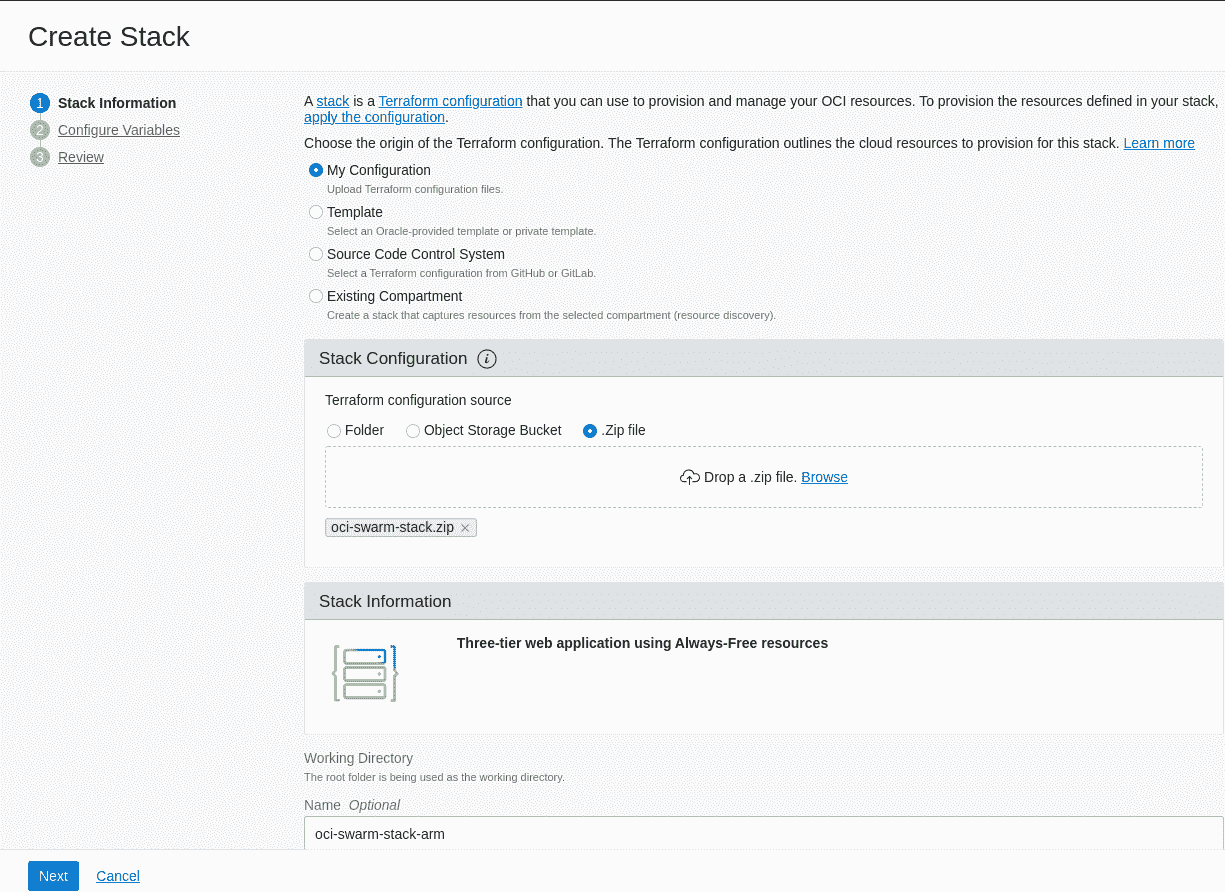 Create Stack
1 Stack Information
2 Configure Variables
3 Review
A stack is a Terraform configuration that you can use to provision and manage your OCI resources. To provision the resources defined in your stack,
apply the configuration.
Choose the origin of the Terraform configuration. The Terraform configuration outlines the cloud resources to provision for this stack. Learn more
My Configuration
Upload Terraform configuration files.
Template
Select an Oracle-provided template or private template.
Source Code Control System
Select a Terraform configuration from GitHub or GitLab.
Existing Compartment
Create a stack that captures resources from the selected compartment (resource discovery).
Stack Configuration i
Terraform configuration source
Folder Object Storage Bucket .Zip file
Drop a .zip file. Browse
oci-swarm-stack.zip
Stack Information
Three-tier web application using Always-Free resources
Working Directory
The root folder is being used as the working directory.
Name Optional
oci-swarm-stack-arm
Next Cancel